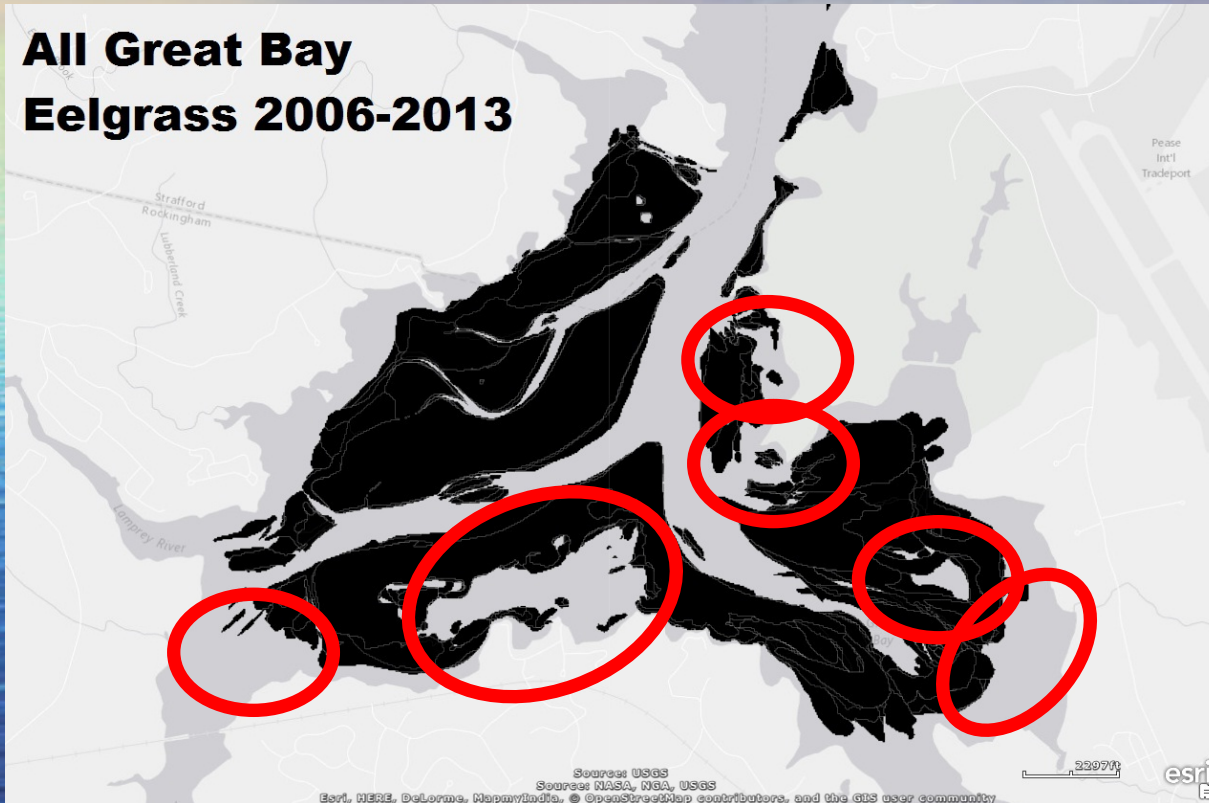 All Great Bay
Eelgrass 2006-2013
Pease
Int'l
Tradeport
Strafford
Rockingham
Lubberland Creek
Lamprey River
Bay
2297ft
esri
Source: USGS
Source: NASA, NGA, USGS
Esri, HERE, DeLorme, MapmyIndia, © OpenStreetMap contributors, and the GIS user community